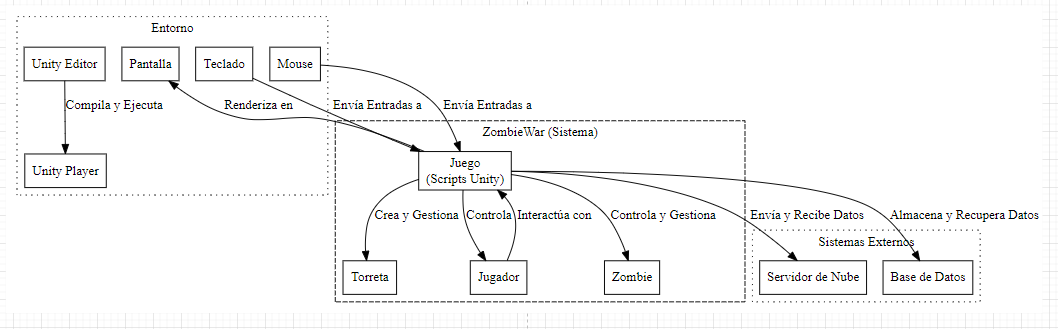 Entorno
Unity Editor
Pantalla
Teclado
Mouse
Compila y Ejecuta
Renderiza en
Envía Entradas a
Envía Entradas a
Unity Player
ZombieWar (Sistema)
Juego
(Scripts Unity)
Crea y Gestiona
Controla
Interactúa con
Controla y Gestiona
Envía y Recibe Datos
Almacena y Recupera Datos
Sistemas Externos
Torreta
Jugador
Zombie
Servidor de Nube
Base de Datos